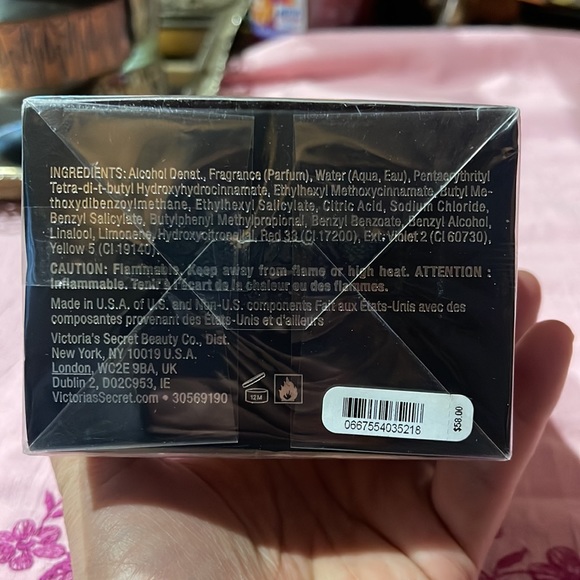 INGREDIENTS: Alcohol Denat., Fragrance (Parfum), Water (Aqua, Eau), Pentaerythrityl
Tetra-di-t-butyl Hydroxyhydrocinnamate, Ethylhexyl Methoxycinnamate, Butyl Me-
thoxydibenzoylmethane, Ethylhexyl Salicylate, Citric Acid, Sodium Chloride,
Benzyl Salicylate, Butylphenyl Methylpropional, Benzyl Benzoate, Benzyl Alcohol,
Linalool, Limonene, Hydroxycitronellal, Red 33 (CI 17200), Ext. Violet 2 (CI 60730),
Yellow 5 (CI 19140).
CAUTION: Flammable. Keep away from flame or high heat. ATTENTION :
Inflammable. Tenir à l'écart de la chaleur ou des flammes.
Made in U.S.A. of U.S. and Non-U.S. components Fait aux États-Unis avec des
composantes provenant des États-Unis et d'ailleurs
Victoria's Secret Beauty Co., Dist.
New York, NY 10019 U.S.A.
London, WC2E 9BA, UK
Dublin 2, D02C953, IE
VictoriasSecret.com • 30569190
12M
0667554035218
$58.00